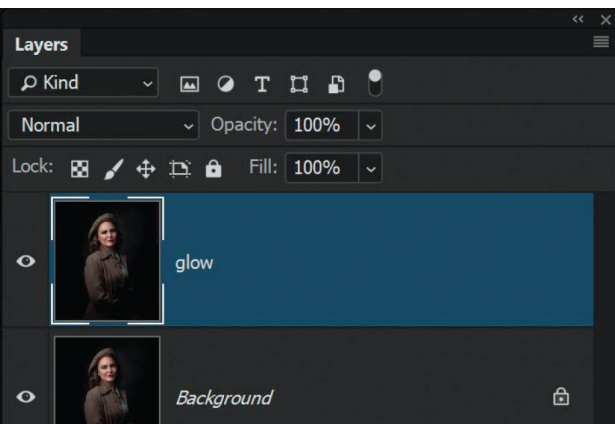 Layers
Kind
Normal Opacity: 100%
Lock: Fill: 100%
glow
Background